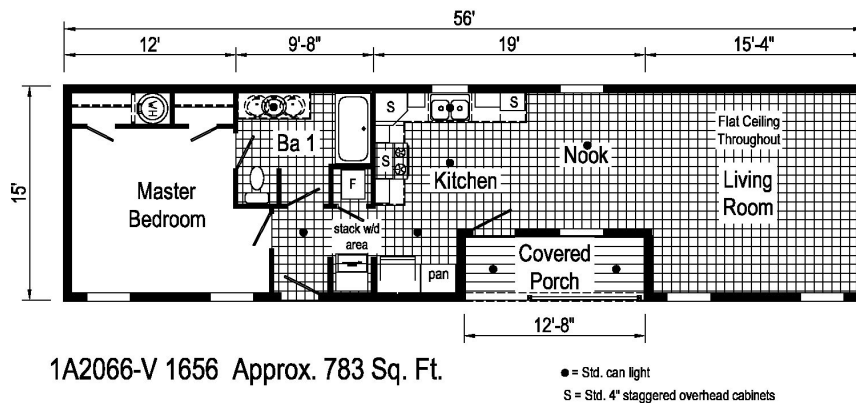 56'
12'
9'-8"
19'
15'-4"
15'
WH
S
S
Flat Ceiling
Throughout
Ba 1
S
Nook
F
Kitchen
Living
Room
Master
Bedroom
stack w/d
area
Covered
Porch
pan
12'-8"
1A2066-V 1656 Approx. 783 Sq. Ft.
= Std. can light
S = Std. 4" staggered overhead cabinets